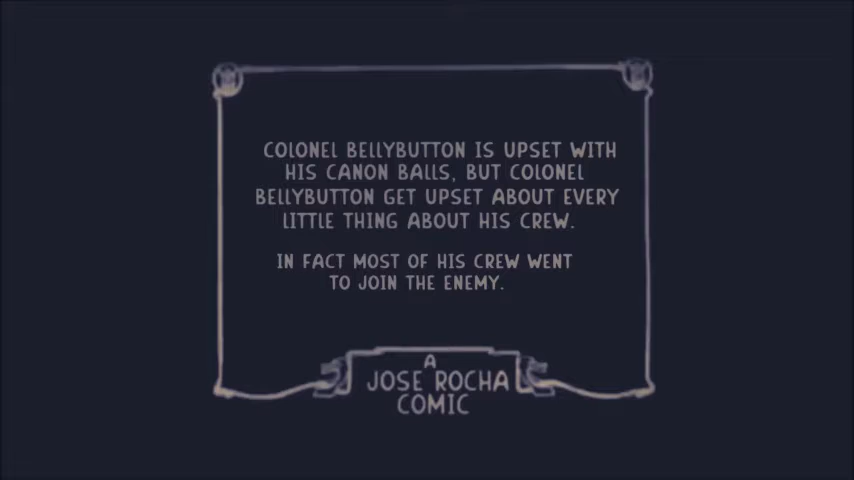 COLONEL BELLYBUTTON IS UPSET WITH
HIS CANON BALLS, BUT COLONEL
BELLYBUTTON GET UPSET ABOUT EVERY
LITTLE THING ABOUT HIS CREW.
IN FACT MOST OF HIS CREW WENT
TO JOIN THE ENEMY.
A
JOSE ROCHA
COMIC